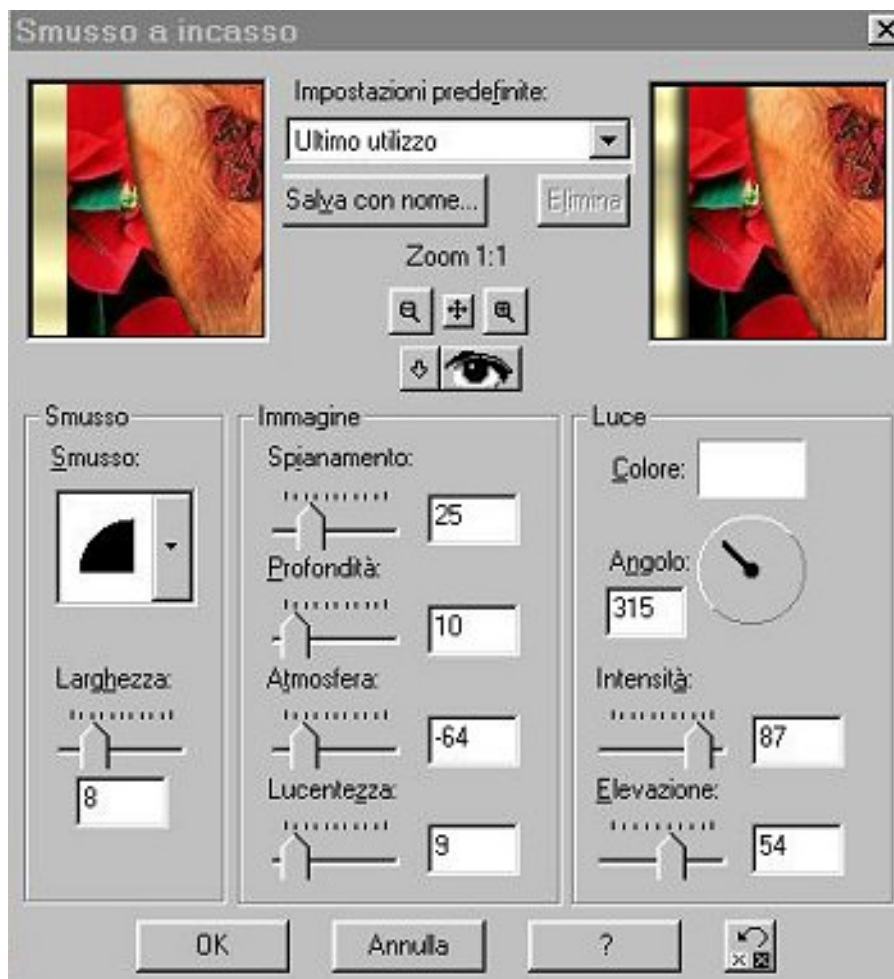 Smusso a incasso
Impostazioni predefinite:
Ultimo utilizzo
Salva con nome...
Elimina
Zoom 1:1
Smusso
Smusso:
Larghezza:
8
Immagine
Spianamento:
25
Profondità:
10
Atmosfera:
-64
Lucentezza:
9
Luce
Colore:
Angolo:
315
Intensità:
87
Elevazione:
54
OK
Annulla
?